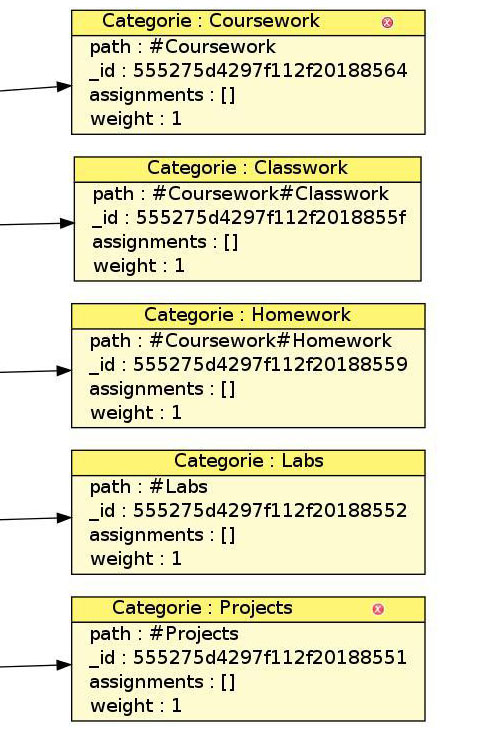 Categorie : Coursework x
path : #Coursework
_id : 555275d4297f112f20188564
assignments : []
weight : 1
Categorie : Classwork
path : #Coursework#Classwork
_id : 555275d4297f112f2018855f
assignments : []
weight : 1
Categorie : Homework
path : #Coursework#Homework
_id : 555275d4297f112f20188559
assignments : []
weight : 1
Categorie : Labs
path : #Labs
_id : 555275d4297f112f20188552
assignments : []
weight : 1
Categorie : Projects x
path : #Projects
_id : 555275d4297f112f20188551
assignments : []
weight : 1